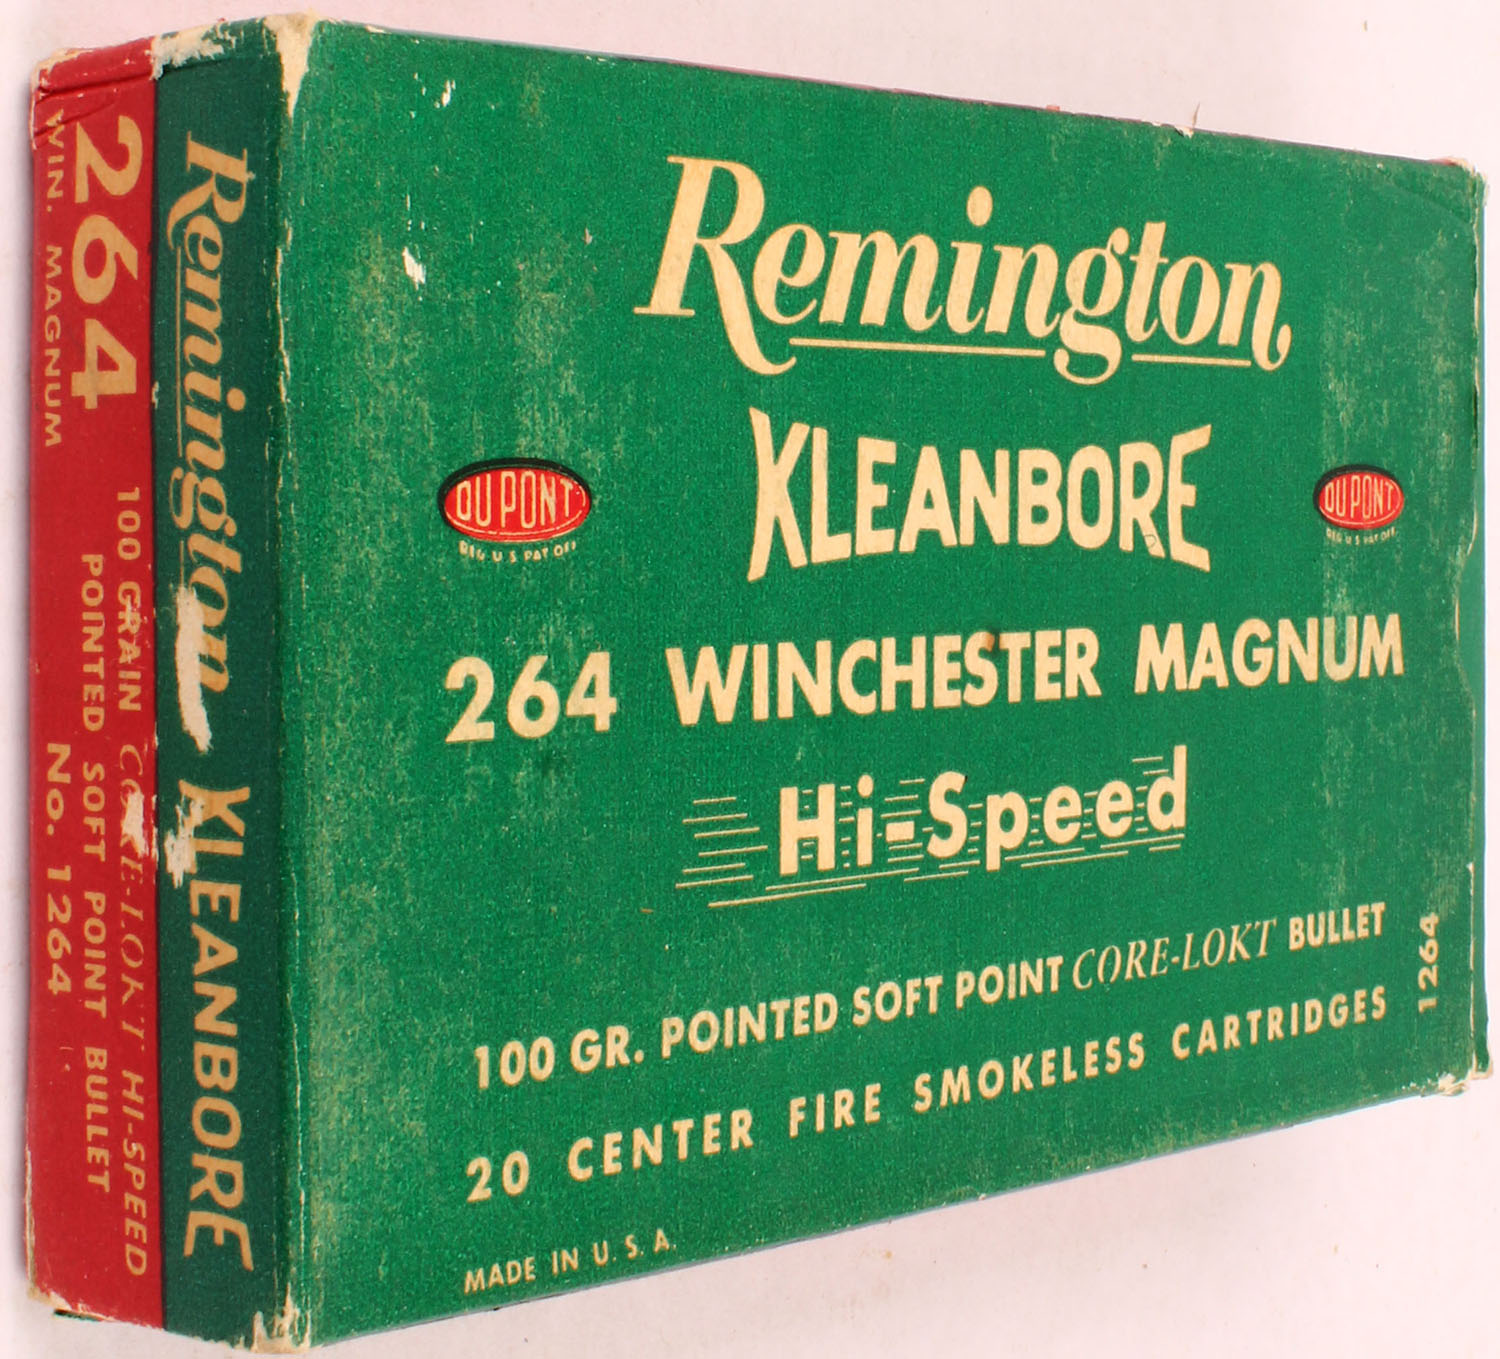 Remington
KLEANBORE
DU PONT
REG U S PAT OFF
DU PONT
REG U S PAT OFF
264 WINCHESTER MAGNUM
Hi-Speed
100 GR. POINTED SOFT POINT CORE-LOKT BULLET
20 CENTER FIRE SMOKELESS CARTRIDGES
1264
MADE IN U. S. A.
Remington KLEANBORE
264
WIN. MAGNUM
100 GRAIN CORE-LOKT HI-SPEED
POINTED SOFT POINT BULLET
No. 1264